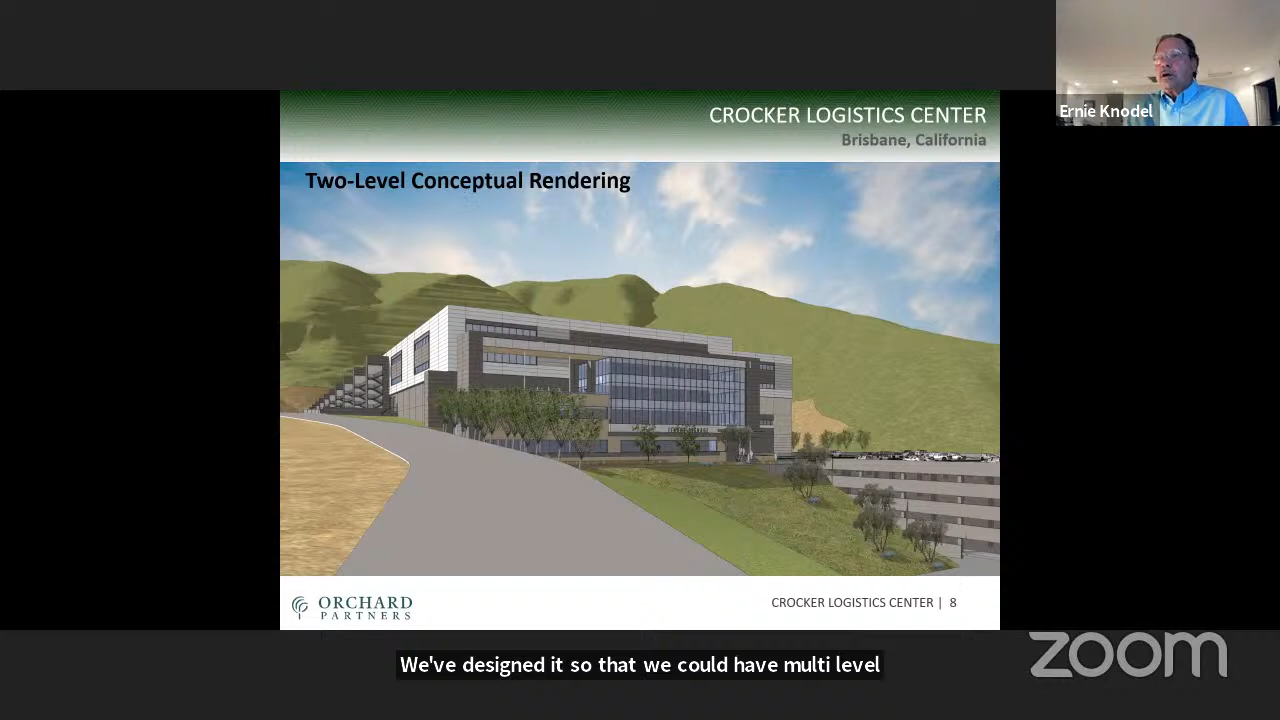 Ernie Knodel
CROCKER LOGISTICS CENTER
Brisbane, California
Two-Level Conceptual Rendering
ORCHARD
PARTNERS
CROCKER LOGISTICS CENTER | 8
We've designed it so that we could have multi level
zoom